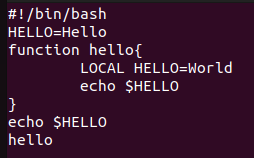 #!/bin/bash
HELLO=Hello
function hello{
        LOCAL HELLO=World
        echo $HELLO
}
echo $HELLO
hello